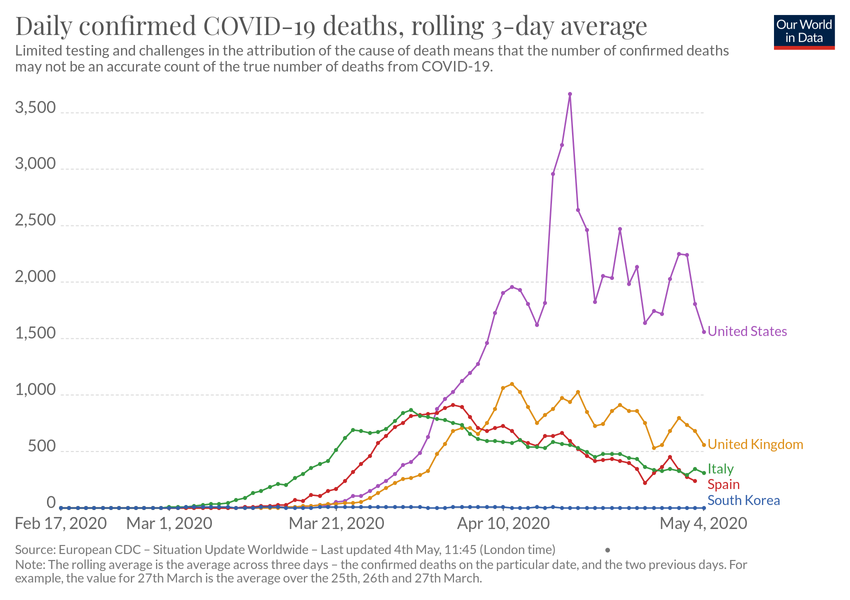 Daily confirmed COVID-19 deaths, rolling 3-day average
Our World
in Data
Limited testing and challenges in the attribution of the cause of death means that the number of confirmed deaths
may not be an accurate count of the true number of deaths from COVID-19.
3,500
3,000
2,500
2,000
1,500
1,000
500
0
United States
United Kingdom
Italy
Spain
South Korea
Feb 17, 2020
Mar 1, 2020
Mar 21, 2020
Apr 10, 2020
May 4, 2020
Source: European CDC – Situation Update Worldwide – Last updated 4th May, 11:45 (London time)
Note: The rolling average is the average across three days – the confirmed deaths on the particular date, and the two previous days. For
example, the value for 27th March is the average over the 25th, 26th and 27th March.